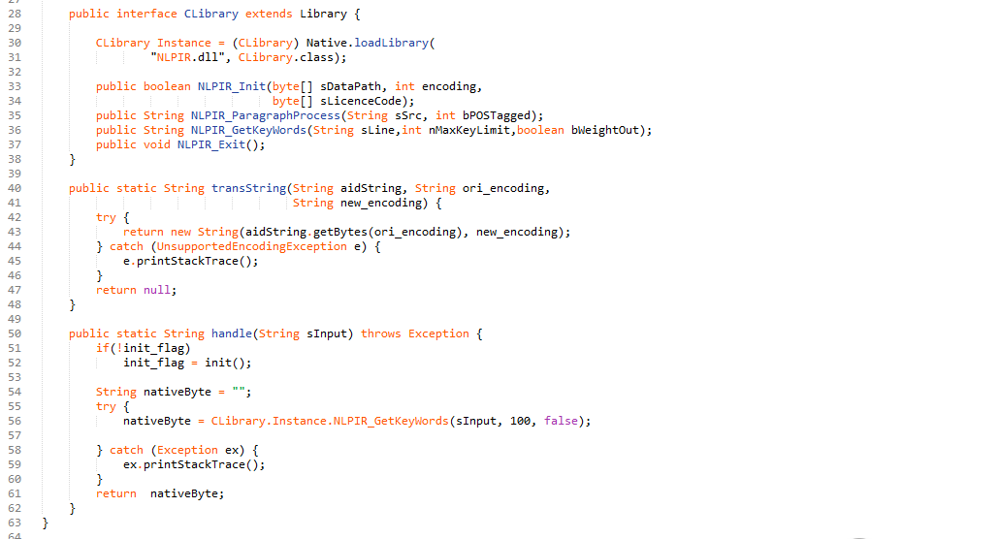 28 public interface CLibrary extends Library {
29
30 CLibrary Instance = (CLibrary) Native.loadLibrary(
31 "NLPIR.dll", CLibrary.class);
32
33 public boolean NLPIR_Init(byte[] sDataPath, int encoding,
34 byte[] sLicenceCode);
35 public String NLPIR_ParagraphProcess(String sSrc, int bPOSTagged);
36 public String NLPIR_GetKeyWords(String sLine,int nMaxKeyLimit,boolean bWeightOut);
37 public void NLPIR_Exit();
38 }
39
40 public static String transString(String aidString, String ori_encoding,
41 String new_encoding) {
42 try {
43 return new String(aidString.getBytes(ori_encoding), new_encoding);
44 } catch (UnsupportedEncodingException e) {
45 e.printStackTrace();
46 }
47 return null;
48 }
49
50 public static String handle(String sInput) throws Exception {
51 if(!init_flag)
52 init_flag = init();
53
54 String nativeByte = "";
55 try {
56 nativeByte = CLibrary.Instance.NLPIR_GetKeyWords(sInput, 100, false);
57
58 } catch (Exception ex) {
59 ex.printStackTrace();
60 }
61 return  nativeByte;
62 }
63 }
64